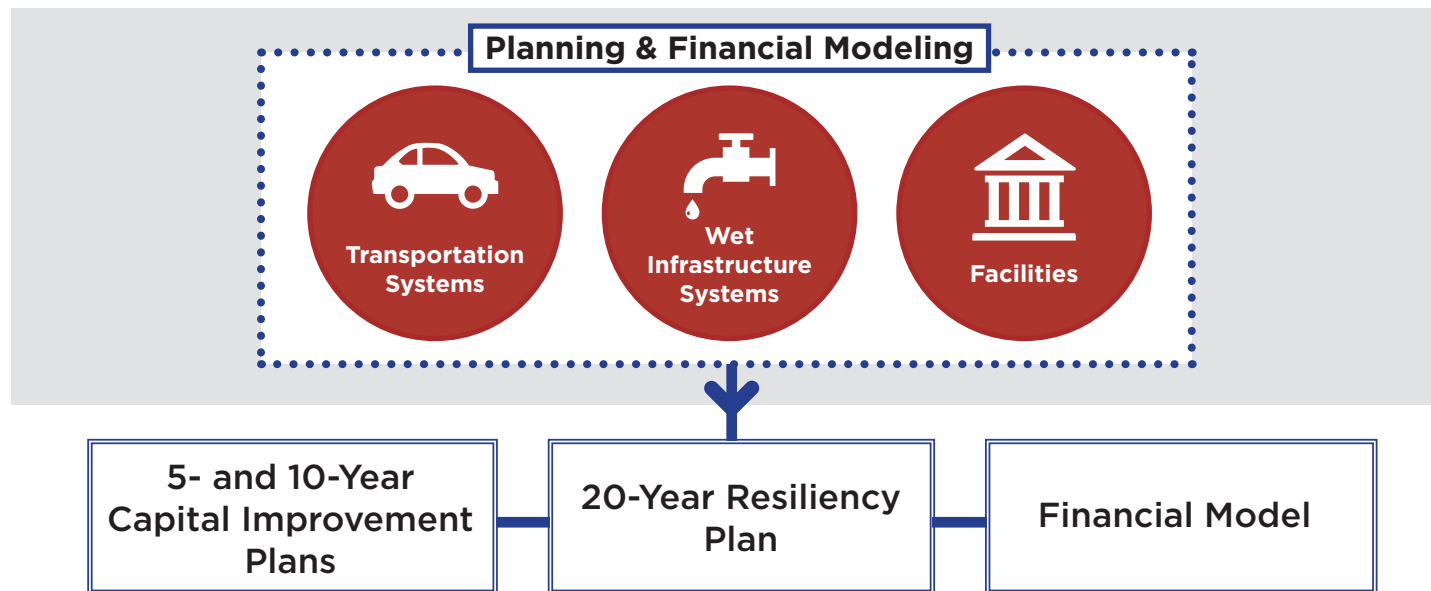 Planning & Financial Modeling
Transportation
Systems
Wet
Infrastructure
Systems
Facilities
5- and 10-Year
Capital Improvement
Plans
20-Year Resiliency
Plan
Financial Model